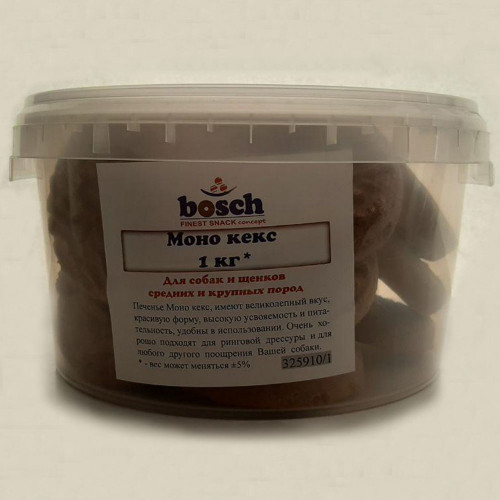 bosch
FINEST SNACK concept
Моно кекс
1 кг*
Для собак и щенков
средних и крупных пород
Печенье Моно кекс, имеют великолепный вкус,
красивую форму, высокую усвояемость и пита-
тельность, удобны в использовании. Очень хо-
рошо подходят для ринговой дрессуры и для
любого другого поощрения Вашей собаки.
* - вес может меняться ±5%
325910/1